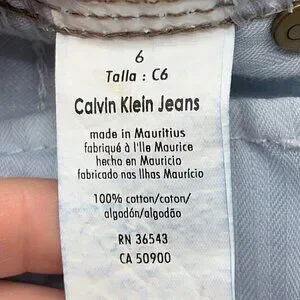 6
Talla : C6
Calvin Klein Jeans
made in Mauritius
fabriqué à l'Ile Maurice
hecho en Mauricio
fabricado nas Ilhas Maurício
100% cotton/coton/
algodón/algodão
RN 36543
CA 50900